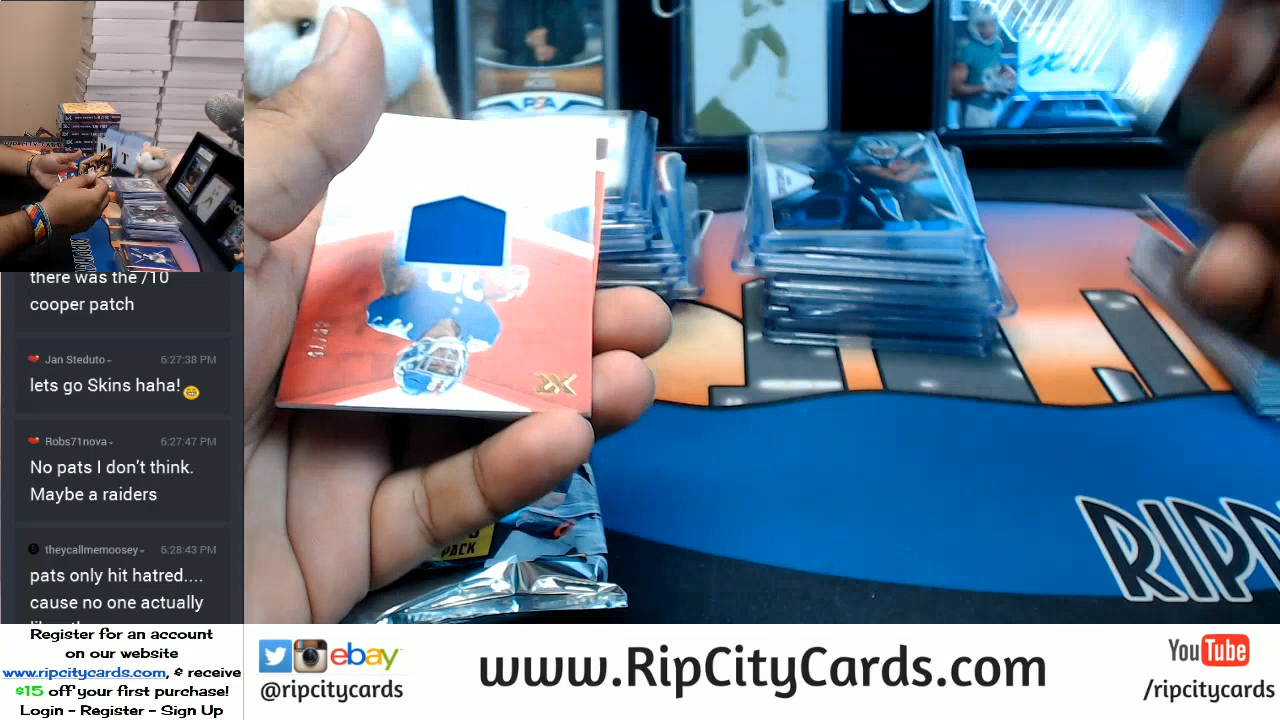 there was the /10
cooper patch
Jan Steduto
6:27:38 PM
lets go Skins haha!
Robs71nova
6:27:47 PM
No pats I don't think.
Maybe a raiders
theycallmemoosey
6:28:43 PM
pats only hit hatred....
cause no one actually
Register for an account
on our website
www.ripcitycards.com, & receive
$15 off your first purchase!
Login - Register - Sign Up
PSA
PACK
RIPP
ebay
@ripcitycards
www.RipCityCards.com
YouTube
/ripcitycards